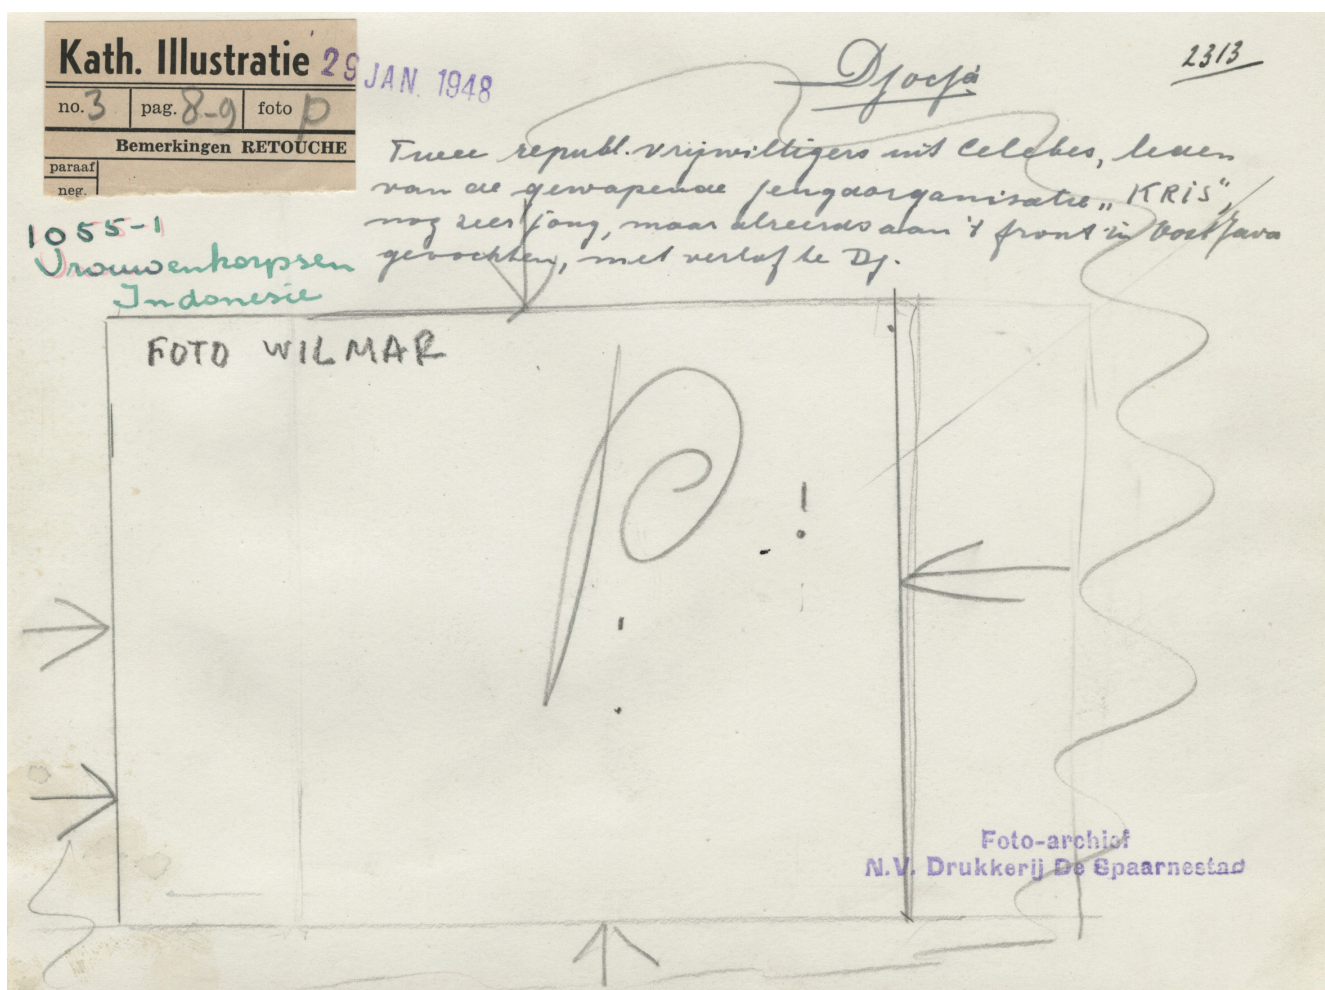 Kath. Illustratie
29 JAN. 1948
no. 3 pag. 8-9 foto p
Bemerkingen RETOUCHE
paraaf
neg.
Djocja
2313
Twee republ. vrijwilligers uit Celebes, leden
van de gewapende jeugdorganisatie „KRIS",
nog zeer jong, maar alreeds aan 't front in Oost Java
gevochten, met verlof te Dj.
1055-1
Vrouwenkorpsen
Indonesië
FOTO WILMAR
p
Foto-archief
N.V. Drukkerij De Spaarnestad